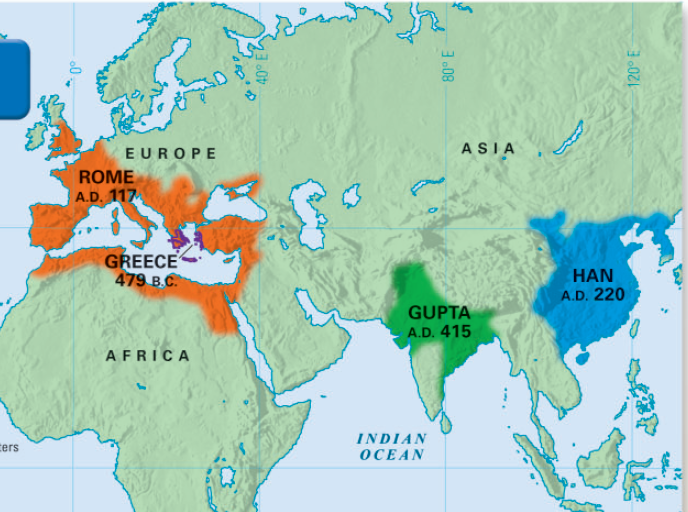 0°
40° E
80° E
120° E
EUROPE
ASIA
ROME
A.D. 117
GREECE
479 B.C.
HAN
A.D. 220
GUPTA
A.D. 415
AFRICA
INDIAN
OCEAN